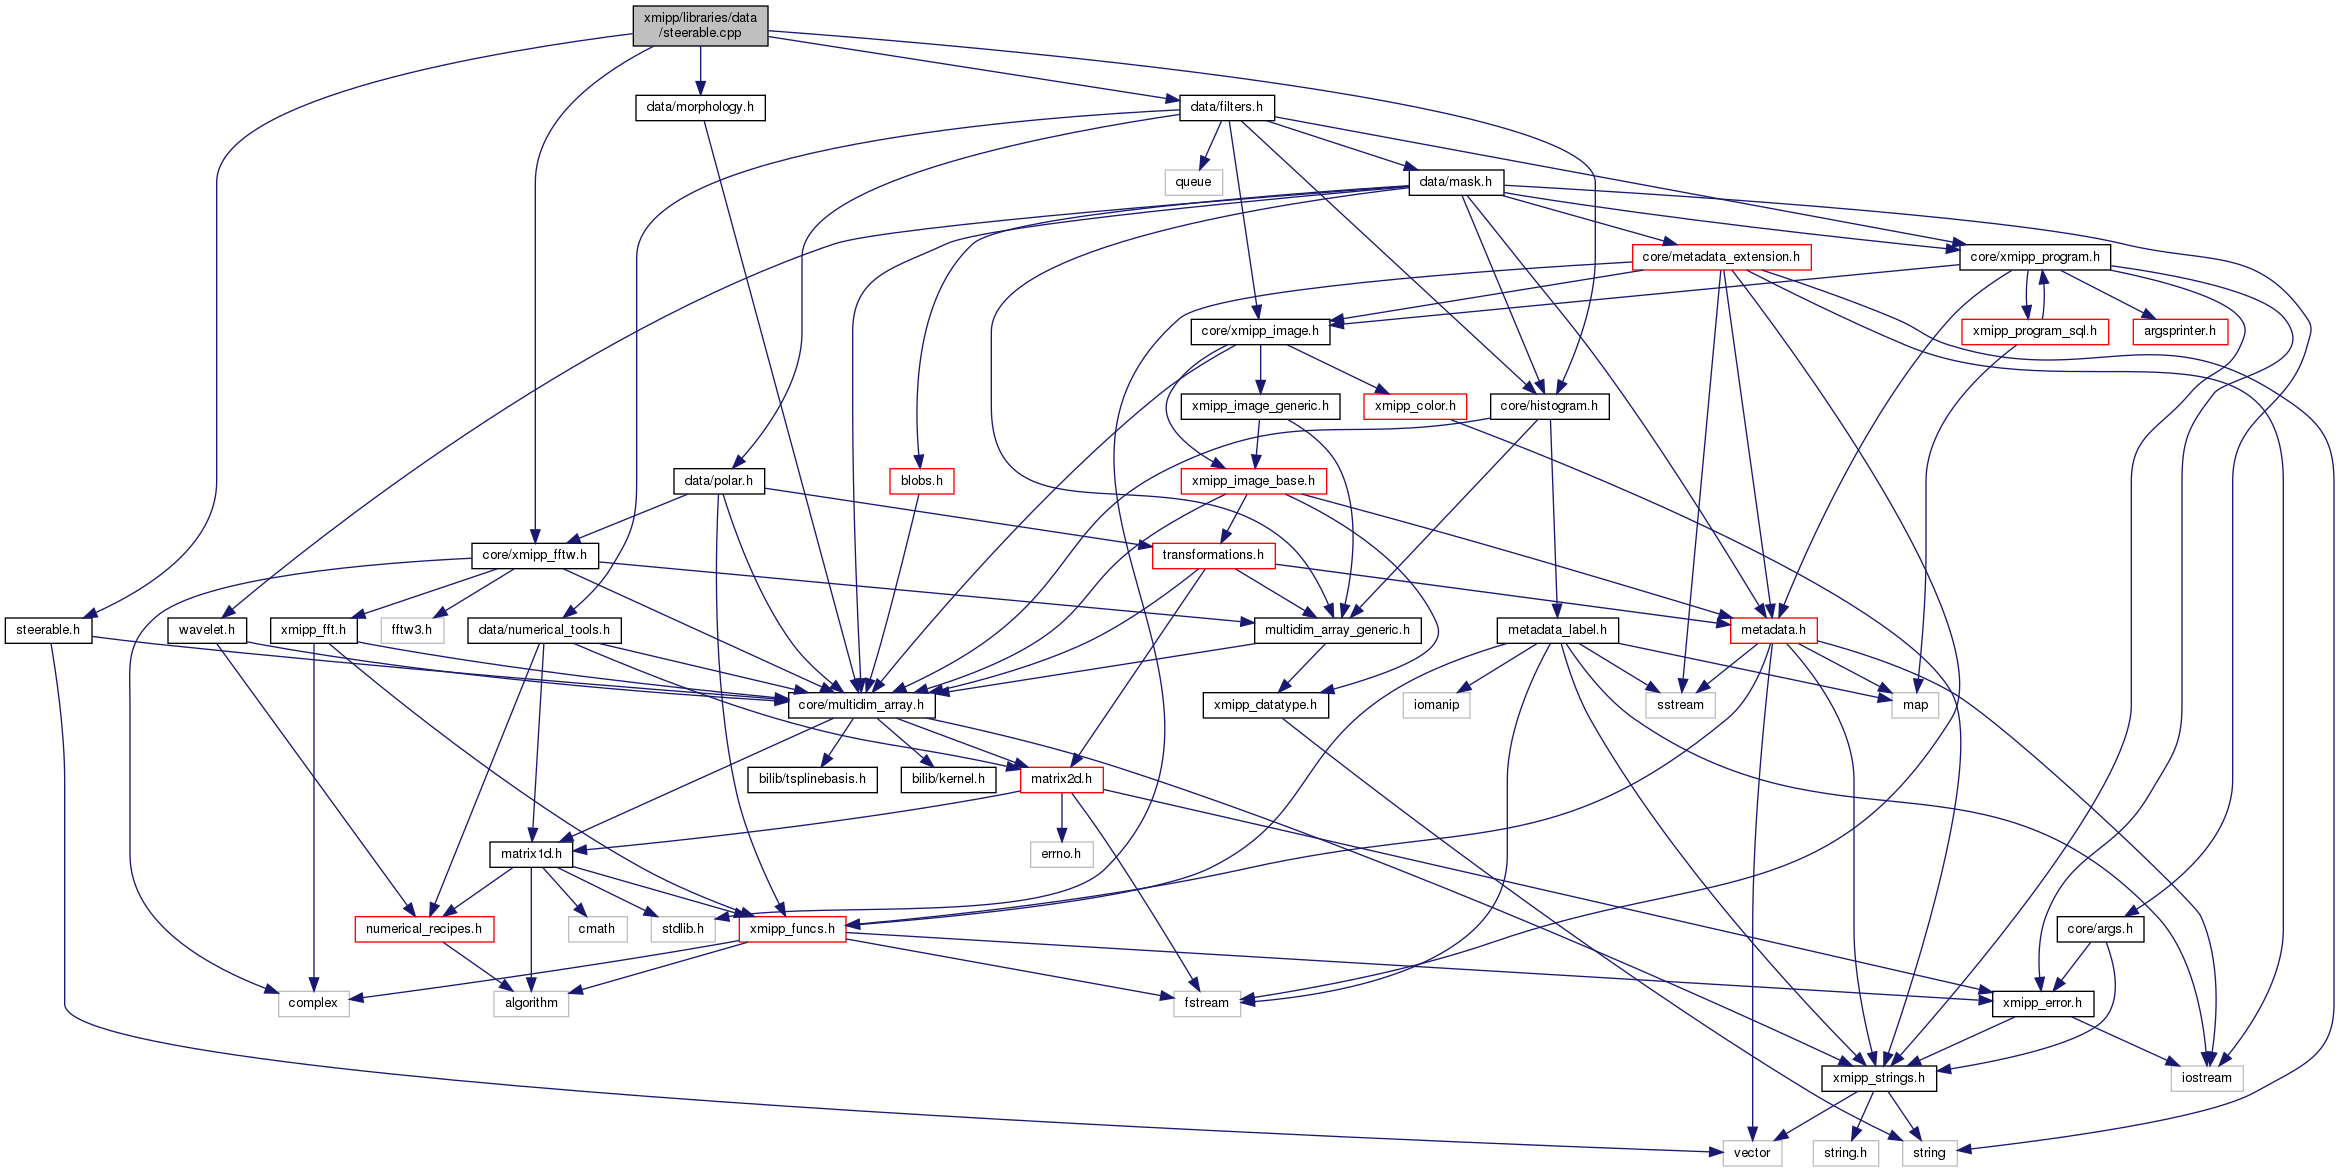 xmipp/libraries/data
/steerable.cpp
data/morphology.h
data/filters.h
queue
data/mask.h
core/metadata_extension.h
core/xmipp_program.h
core/xmipp_image.h
xmipp_program_sql.h
argsprinter.h
xmipp_image_generic.h
xmipp_color.h
core/histogram.h
data/polar.h
blobs.h
xmipp_image_base.h
core/xmipp_fftw.h
transformations.h
steerable.h
wavelet.h
xmipp_fft.h
fftw3.h
data/numerical_tools.h
multidim_array_generic.h
metadata_label.h
metadata.h
core/multidim_array.h
xmipp_datatype.h
iomanip
sstream
map
bilib/tsplinebasis.h
bilib/kernel.h
matrix2d.h
matrix1d.h
errno.h
numerical_recipes.h
cmath
stdlib.h
xmipp_funcs.h
core/args.h
complex
algorithm
fstream
xmipp_error.h
xmipp_strings.h
iostream
vector
string.h
string